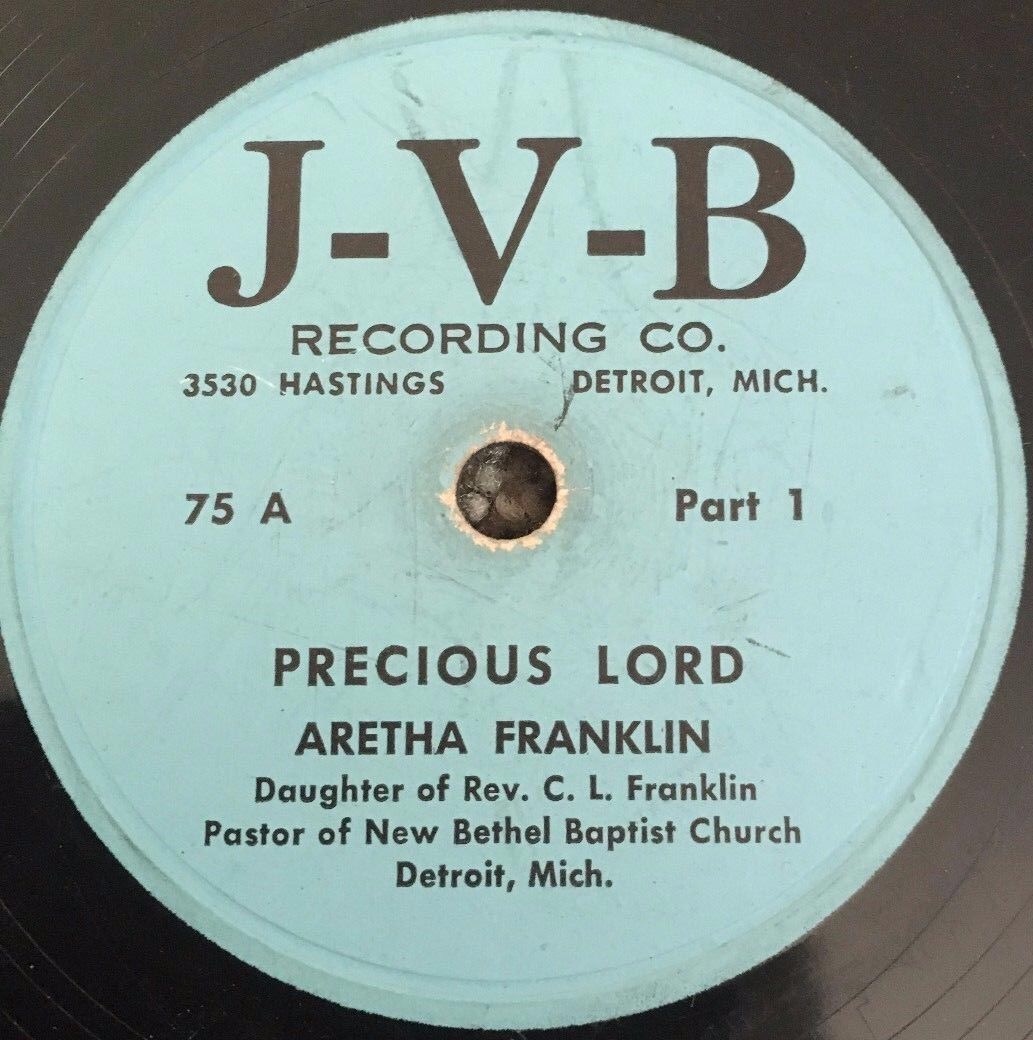 J-V-B
RECORDING CO.
3530 HASTINGS DETROIT, MICH.
75 A Part 1
PRECIOUS LORD
ARETHA FRANKLIN
Daughter of Rev. C. L. Franklin
Pastor of New Bethel Baptist Church
Detroit, Mich.